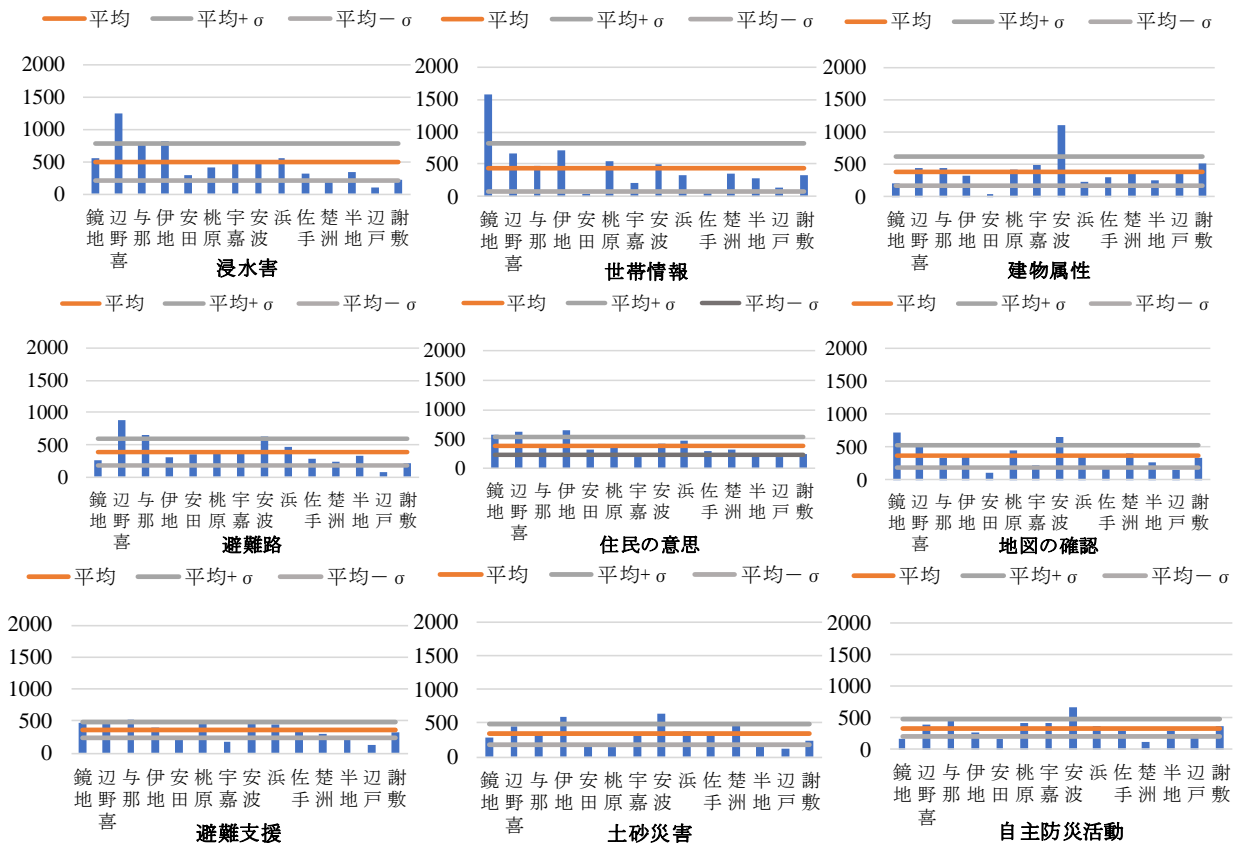 平均 平均+σ 平均－σ
2000
1500
1000
500
0
鏡地 辺野喜 与那 伊地 安田 桃原 宇嘉 安波 浜 佐手 楚洲 半地 辺戸 謝敷
浸水害
平均 平均+σ 平均－σ
2000
1500
1000
500
0
鏡地 辺野喜 与那 伊地 安田 桃原 宇嘉 安波 浜 佐手 楚洲 半地 辺戸 謝敷
世帯情報
平均 平均+σ 平均－σ
2000
1500
1000
500
0
鏡地 辺野喜 与那 伊地 安田 桃原 宇嘉 安波 浜 佐手 楚洲 半地 辺戸 謝敷
建物属性
平均 平均+σ 平均－σ
2000
1500
1000
500
0
鏡地 辺野喜 与那 伊地 安田 桃原 宇嘉 安波 浜 佐手 楚洲 半地 辺戸 謝敷
避難路
平均 平均+σ 平均－σ
2000
1500
1000
500
0
鏡地 辺野喜 与那 伊地 安田 桃原 宇嘉 安波 浜 佐手 楚洲 半地 辺戸 謝敷
住民の意思
平均 平均+σ 平均－σ
2000
1500
1000
500
0
鏡地 辺野喜 与那 伊地 安田 桃原 宇嘉 安波 浜 佐手 楚洲 半地 辺戸 謝敷
地図の確認
平均 平均+σ 平均－σ
2000
1500
1000
500
0
鏡地 辺野喜 与那 伊地 安田 桃原 宇嘉 安波 浜 佐手 楚洲 半地 辺戸 謝敷
避難支援
平均 平均+σ 平均－σ
2000
1500
1000
500
0
鏡地 辺野喜 与那 伊地 安田 桃原 宇嘉 安波 浜 佐手 楚洲 半地 辺戸 謝敷
土砂災害
平均 平均+σ 平均－σ
2000
1500
1000
500
0
鏡地 辺野喜 与那 伊地 安田 桃原 宇嘉 安波 浜 佐手 楚洲 半地 辺戸 謝敷
自主防災活動